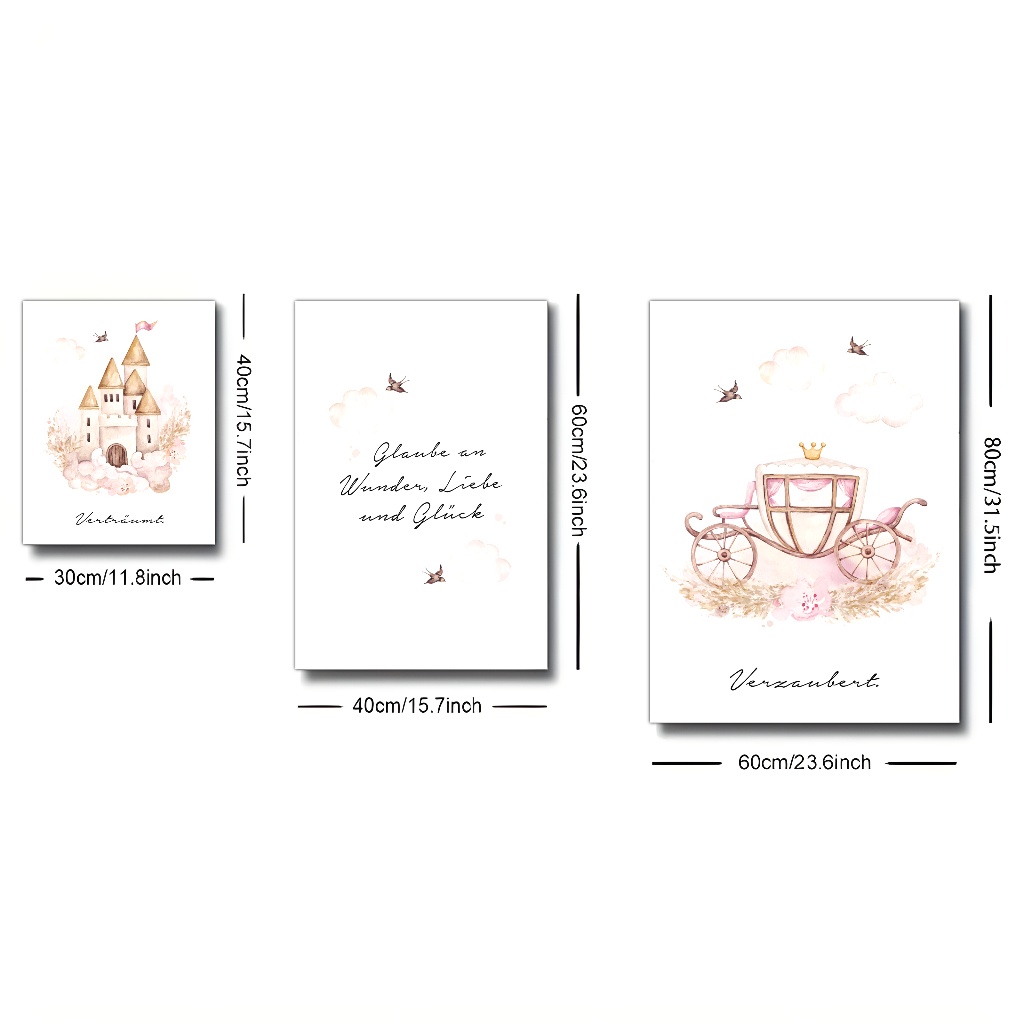 Verträumt.
40cm/15.7inch
30cm/11.8inch
Glaube an
Wunder, Liebe
und Glück
60cm/23.6inch
40cm/15.7inch
Verzaubert.
80cm/31.5inch
60cm/23.6inch